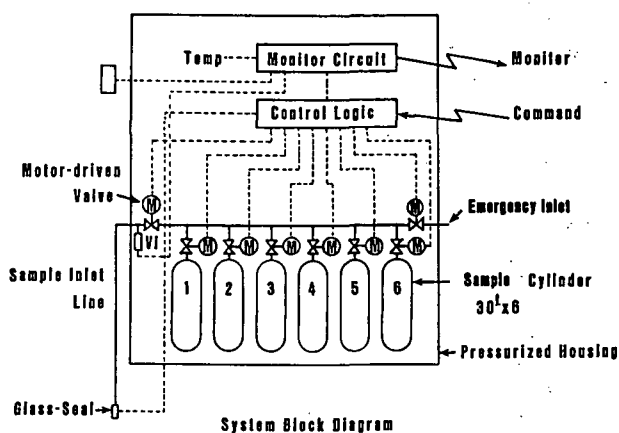 Temp
Monitor Circuit
Moniter
Control Logic
Command
Motor-driven
Valve
M
M
Emergency Inlet
VI
M
M
M
M
M
M
Sample Inlet
Line
1
2
3
4
5
6
Sample Cylinder
30ℓx6
Pressurized Housing
Glass-Seal
System Block Diagram